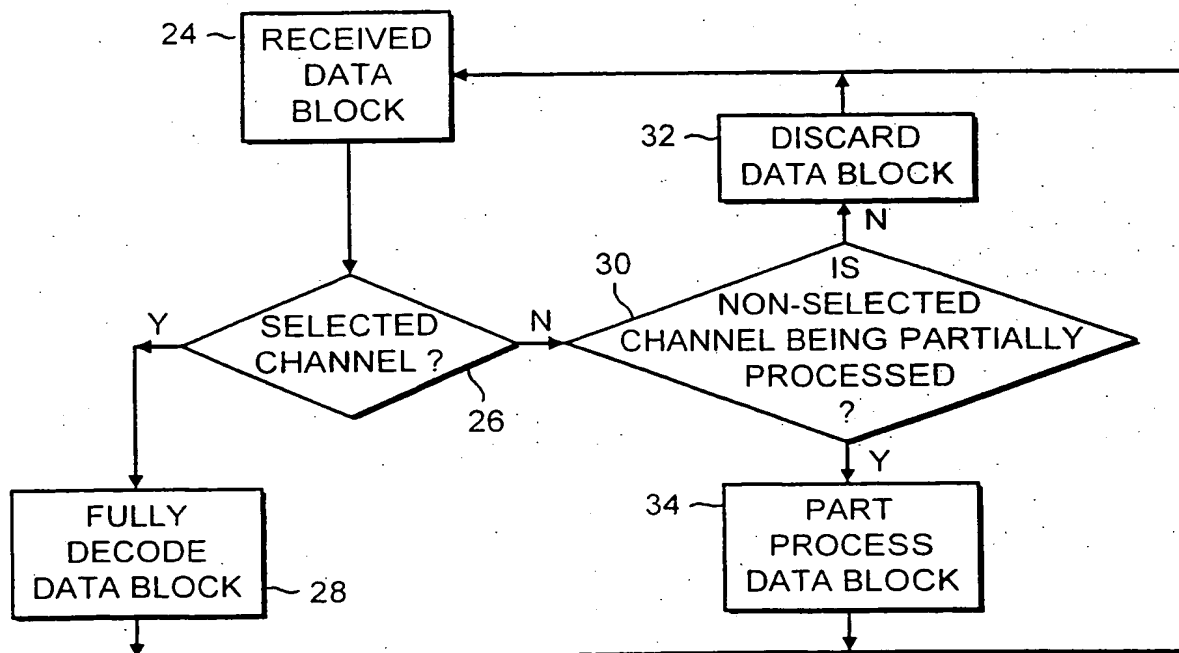 24
RECEIVED
DATA
BLOCK
32
DISCARD
DATA BLOCK
N
30
IS
NON-SELECTED
CHANNEL BEING PARTIALLY
PROCESSED
?
Y
SELECTED
CHANNEL ?
N
26
Y
FULLY
DECODE
DATA BLOCK
28
34
PART
PROCESS
DATA BLOCK